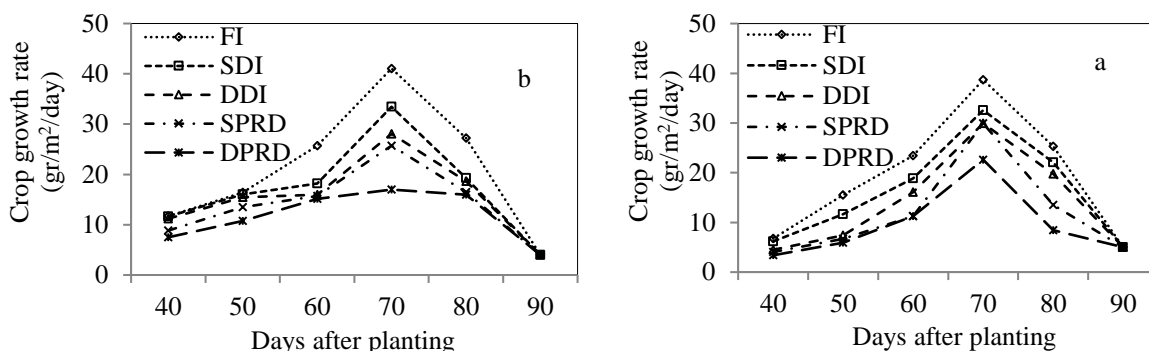 50
40
30
20
10
0
Crop growth rate
(gr/m²/day)
FI
SDI
DDI
SPRD
DPRD
b
40 50 60 70 80 90
Days after planting
50
40
30
20
10
0
Crop growth rate
(gr/m²/day)
FI
SDI
DDI
SPRD
DPRD
a
40 50 60 70 80 90
Days after planting